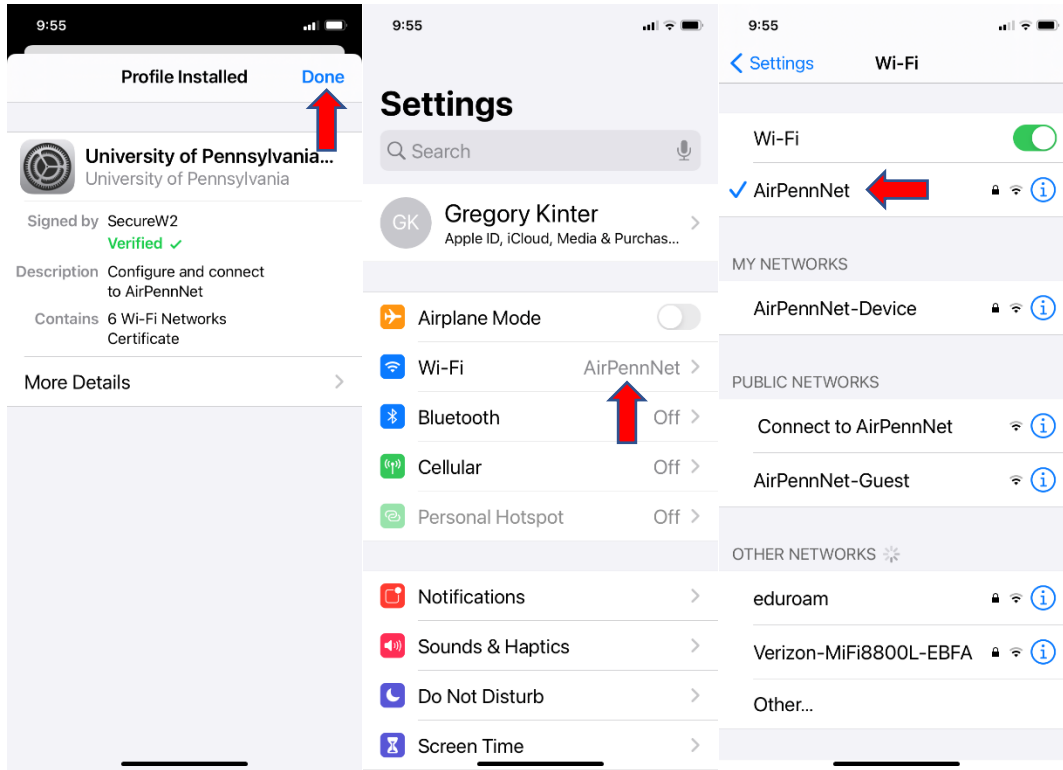 9:55
Profile Installed
Done
University of Pennsylvania...
University of Pennsylvania
Signed by SecureW2
Verified ✓
Description Configure and connect
to AirPennNet
Contains 6 Wi-Fi Networks
Certificate
More Details
9:55
Settings
Search
GK
Gregory Kinter
Apple ID, iCloud, Media & Purchas...
Airplane Mode
Wi-Fi AirPennNet
Bluetooth Off
Cellular Off
Personal Hotspot Off
Notifications
Sounds & Haptics
Do Not Disturb
Screen Time
9:55
Settings Wi-Fi
Wi-Fi
AirPennNet
MY NETWORKS
AirPennNet-Device
PUBLIC NETWORKS
Connect to AirPennNet
AirPennNet-Guest
OTHER NETWORKS
eduroam
Verizon-MiFi8800L-EBFA
Other...